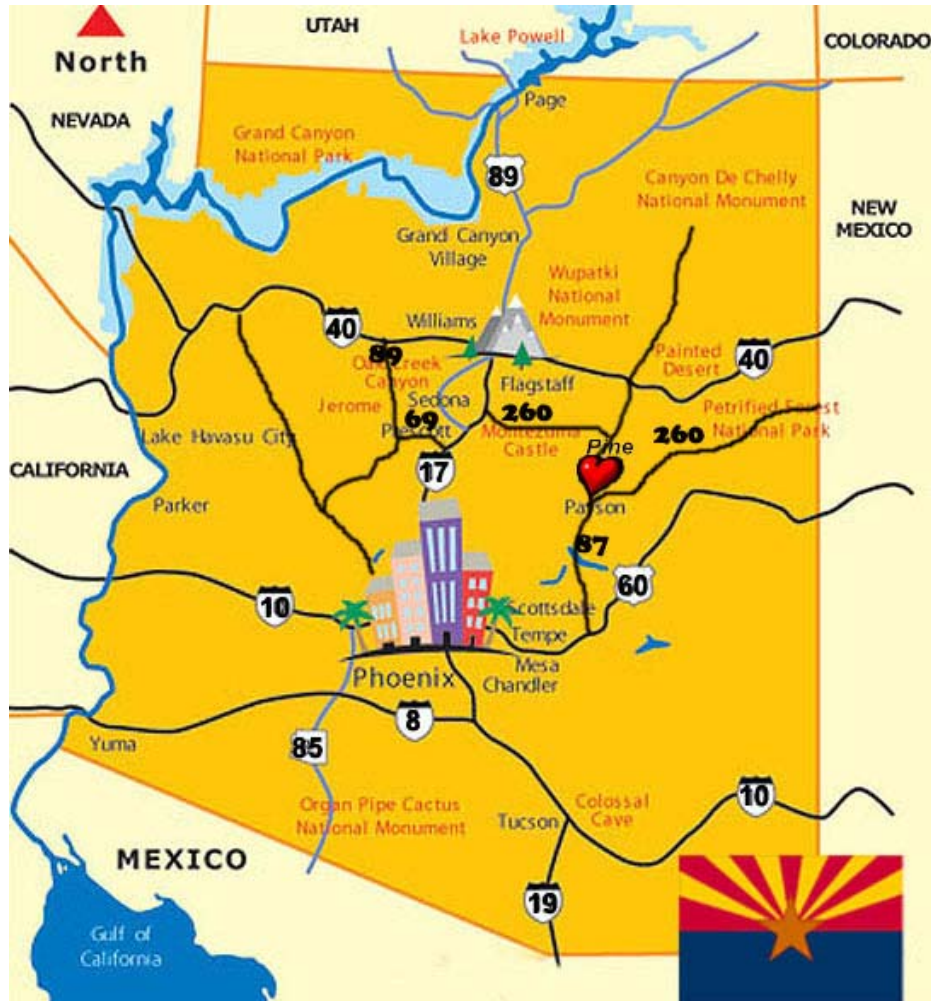 UTAH
Lake Powell
COLORADO
North
NEVADA
Page
Grand Canyon
National Park
89
Canyon De Chelly
National Monument
NEW
MEXICO
Grand Canyon
Village
Wupatki
National
Monument
40
Williams
89
Oak Creek
Canyon
Painted
Desert
40
Flagstaff
Jerome
Sedona
69
260
Petrified Forest
National Park
Lake Havasu City
Prescott
Montezuma
Castle
Pine
260
CALIFORNIA
17
Parker
Payson
87
10
60
Scottsdale
Tempe
Mesa
Phoenix
Chandler
8
Yuma
85
Organ Pipe Cactus
National Monument
Colossal
Cave
10
Tucson
MEXICO
19
Gulf of
California